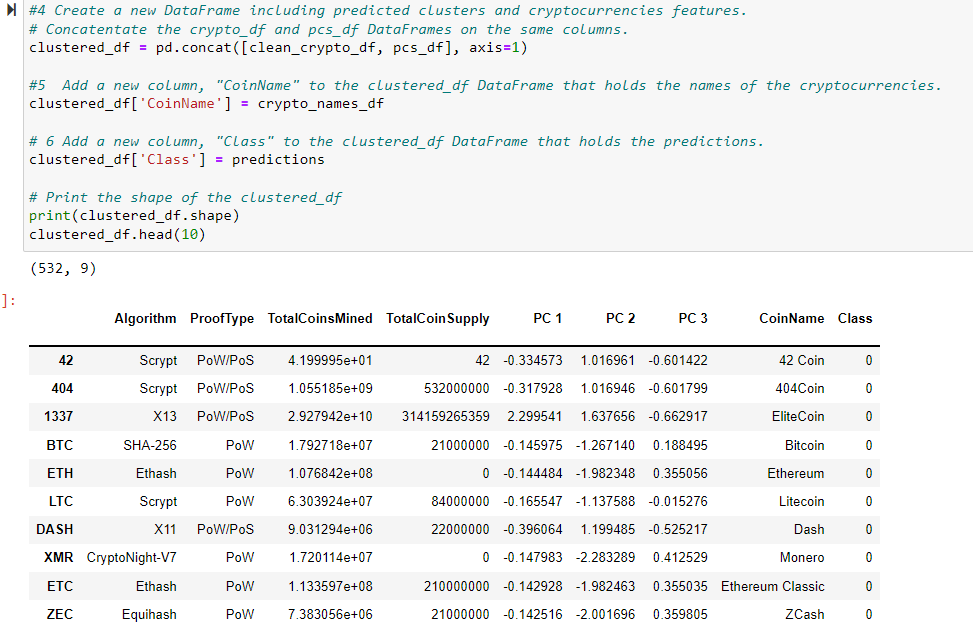 #4 Create a new DataFrame including predicted clusters and cryptocurrencies features.
# Concatentate the crypto_df and pcs_df DataFrames on the same columns.
clustered_df = pd.concat([clean_crypto_df, pcs_df], axis=1)
#5  Add a new column, "CoinName" to the clustered_df DataFrame that holds the names of the cryptocurrencies.
clustered_df['CoinName'] = crypto_names_df
# 6 Add a new column, "Class" to the clustered_df DataFrame that holds the predictions.
clustered_df['Class'] = predictions
# Print the shape of the clustered_df
print(clustered_df.shape)
clustered_df.head(10)
(532, 9)
]:
Algorithm ProofType TotalCoinsMined TotalCoinSupply PC 1 PC 2 PC 3 CoinName Class
42 Scrypt PoW/PoS 4.199995e+01 42 -0.334573 1.016961 -0.601422 42 Coin 0
404 Scrypt PoW/PoS 1.055185e+09 532000000 -0.317928 1.016946 -0.601799 404Coin 0
1337 X13 PoW/PoS 2.927942e+10 314159265359 2.299541 1.637656 -0.662917 EliteCoin 0
BTC SHA-256 PoW 1.792718e+07 21000000 -0.145975 -1.267140 0.188495 Bitcoin 0
ETH Ethash PoW 1.076842e+08 0 -0.144484 -1.982348 0.355056 Ethereum 0
LTC Scrypt PoW 6.303924e+07 84000000 -0.165547 -1.137588 -0.015276 Litecoin 0
DASH X11 PoW/PoS 9.031294e+06 22000000 -0.396064 1.199485 -0.525217 Dash 0
XMR CryptoNight-V7 PoW 1.720114e+07 0 -0.147983 -2.283289 0.412529 Monero 0
ETC Ethash PoW 1.133597e+08 210000000 -0.142928 -1.982463 0.355035 Ethereum Classic 0
ZEC Equihash PoW 7.383056e+06 21000000 -0.142516 -2.001696 0.359805 ZCash 0